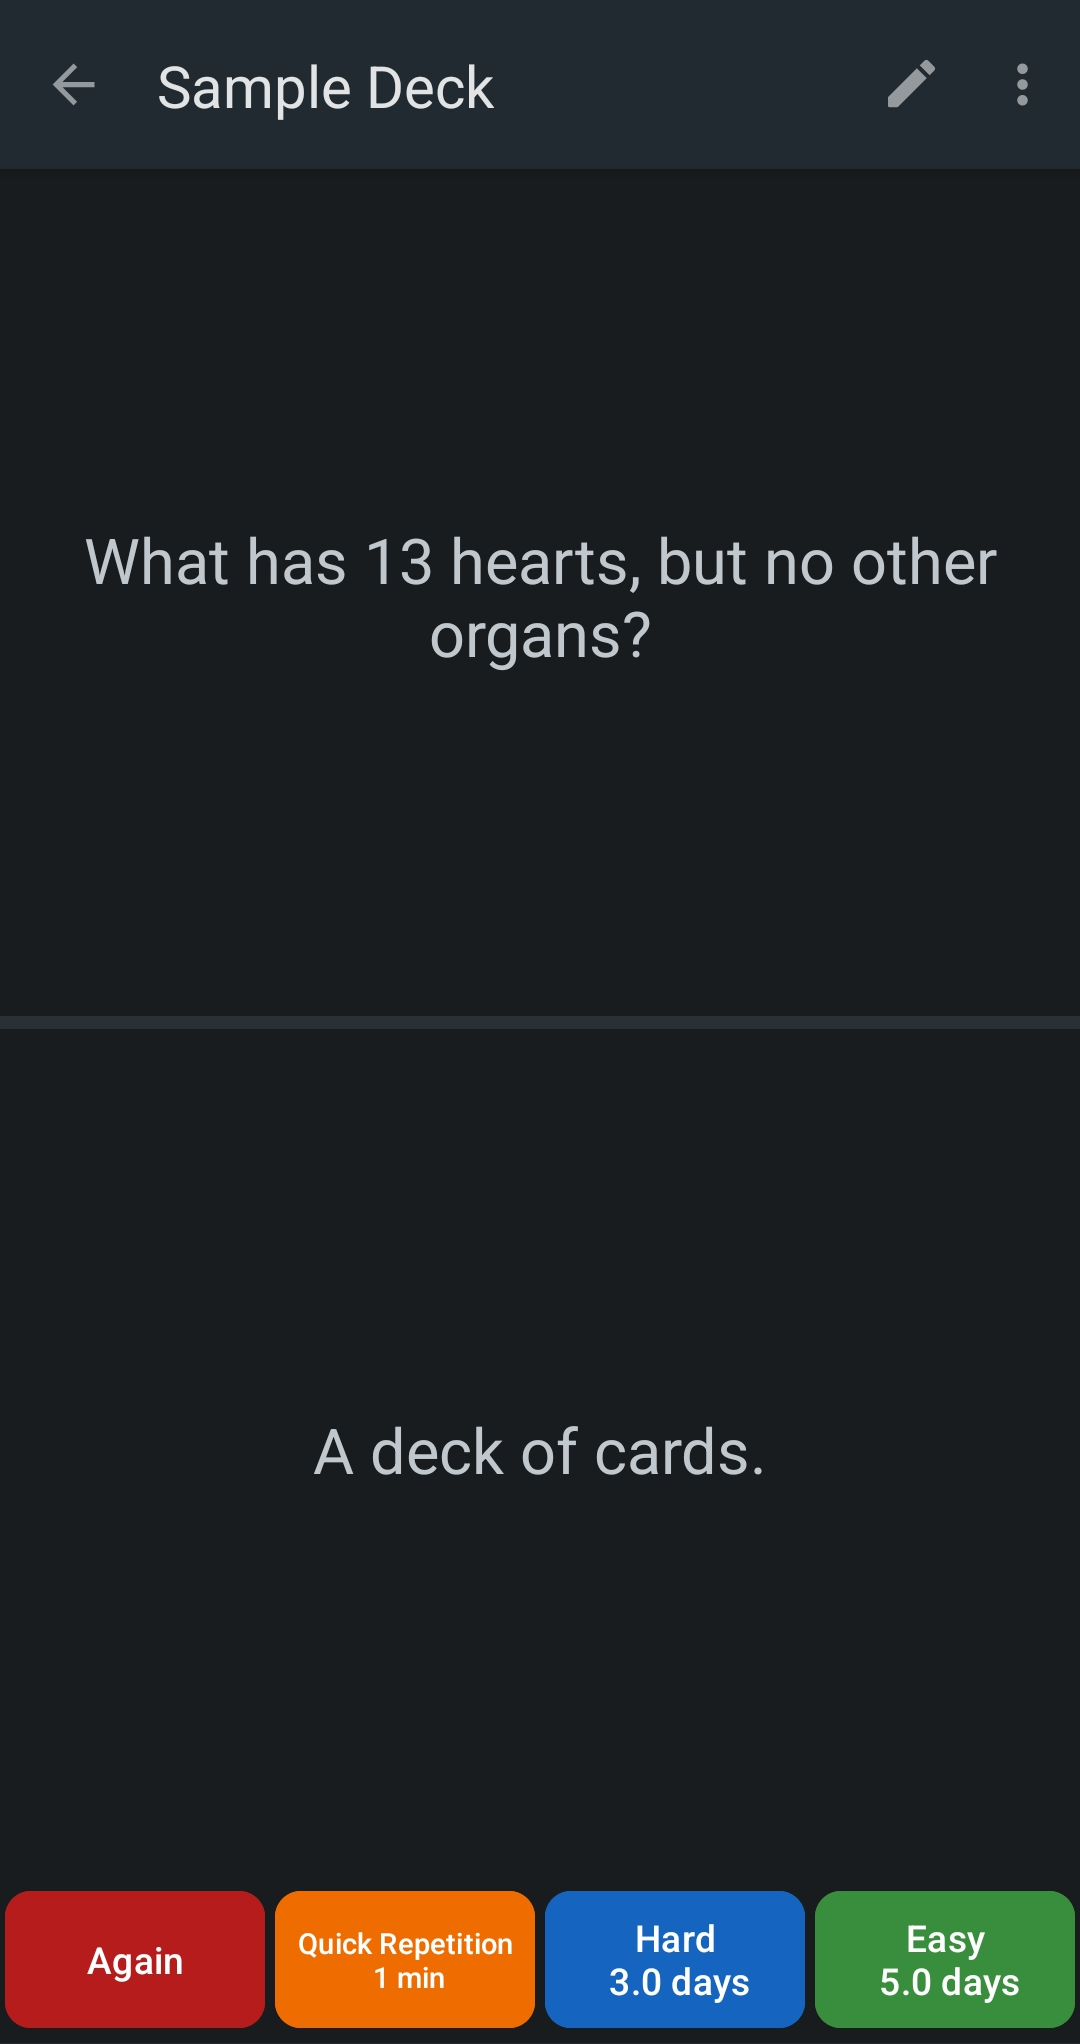 Sample Deck
What has 13 hearts, but no other
organs?
A deck of cards.
Again
Quick Repetition
1 min
Hard
3.0 days
Easy
5.0 days